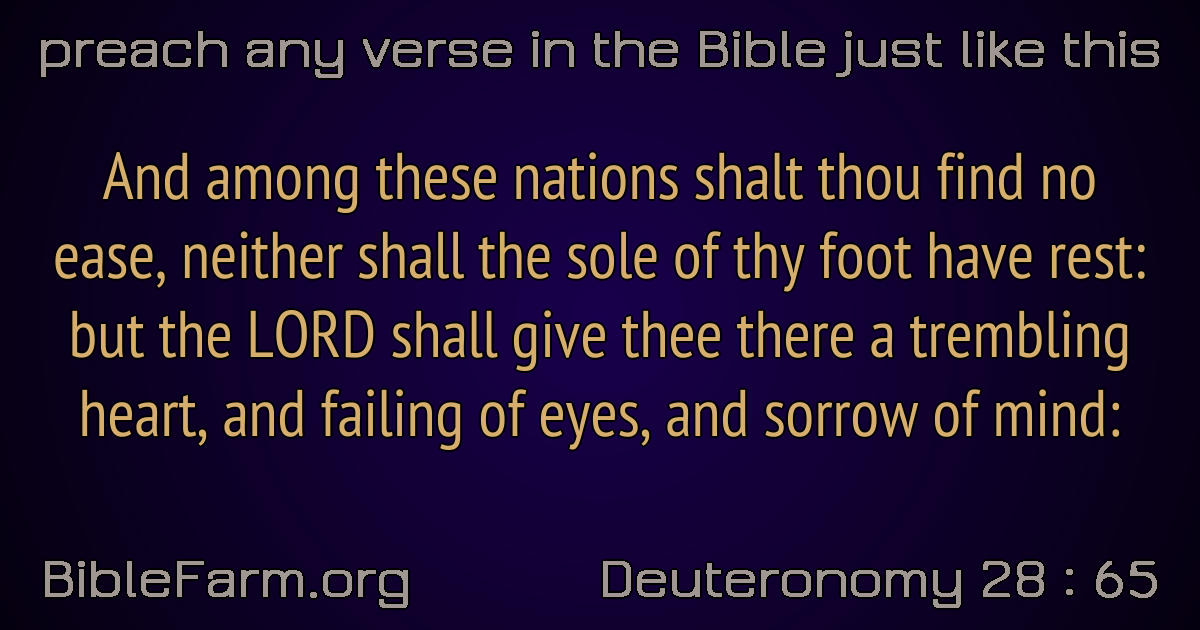 preach any verse in the Bible just like this
And among these nations shalt thou find no
ease, neither shall the sole of thy foot have rest:
but the LORD shall give thee there a trembling
heart, and failing of eyes, and sorrow of mind:
BibleFarm.org
Deuteronomy 28 : 65